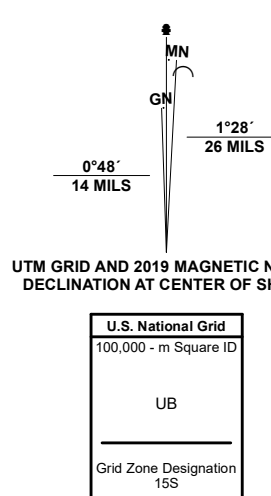 MN
GN
1°28´
26 MILS
0°48´
14 MILS
UTM GRID AND 2019 MAGNETIC
DECLINATION AT CENTER OF
U.S. National Grid
100,000 - m Square ID
UB
Grid Zone Designation
15S